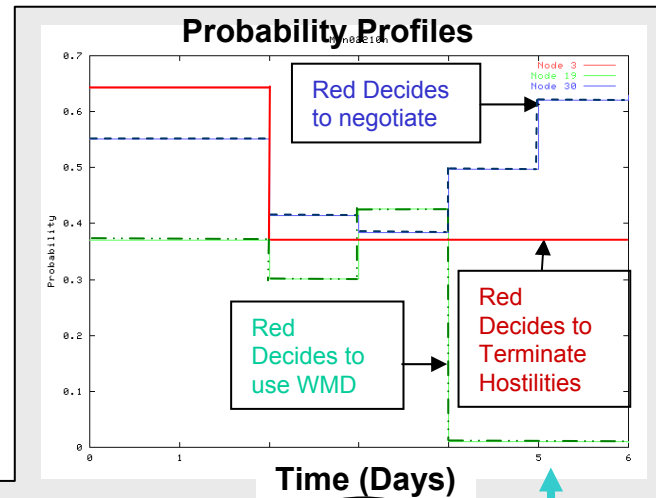 Probability Profiles
0.7
0.6
0.5
0.4
0.3
0.2
0.1
0
Probability
Node 3
Node 19
Node 30
Red Decides
to negotiate
Red
Decides to
use WMD
Red
Decides to
Terminate
Hostilities
0
1
5
6
Time (Days)